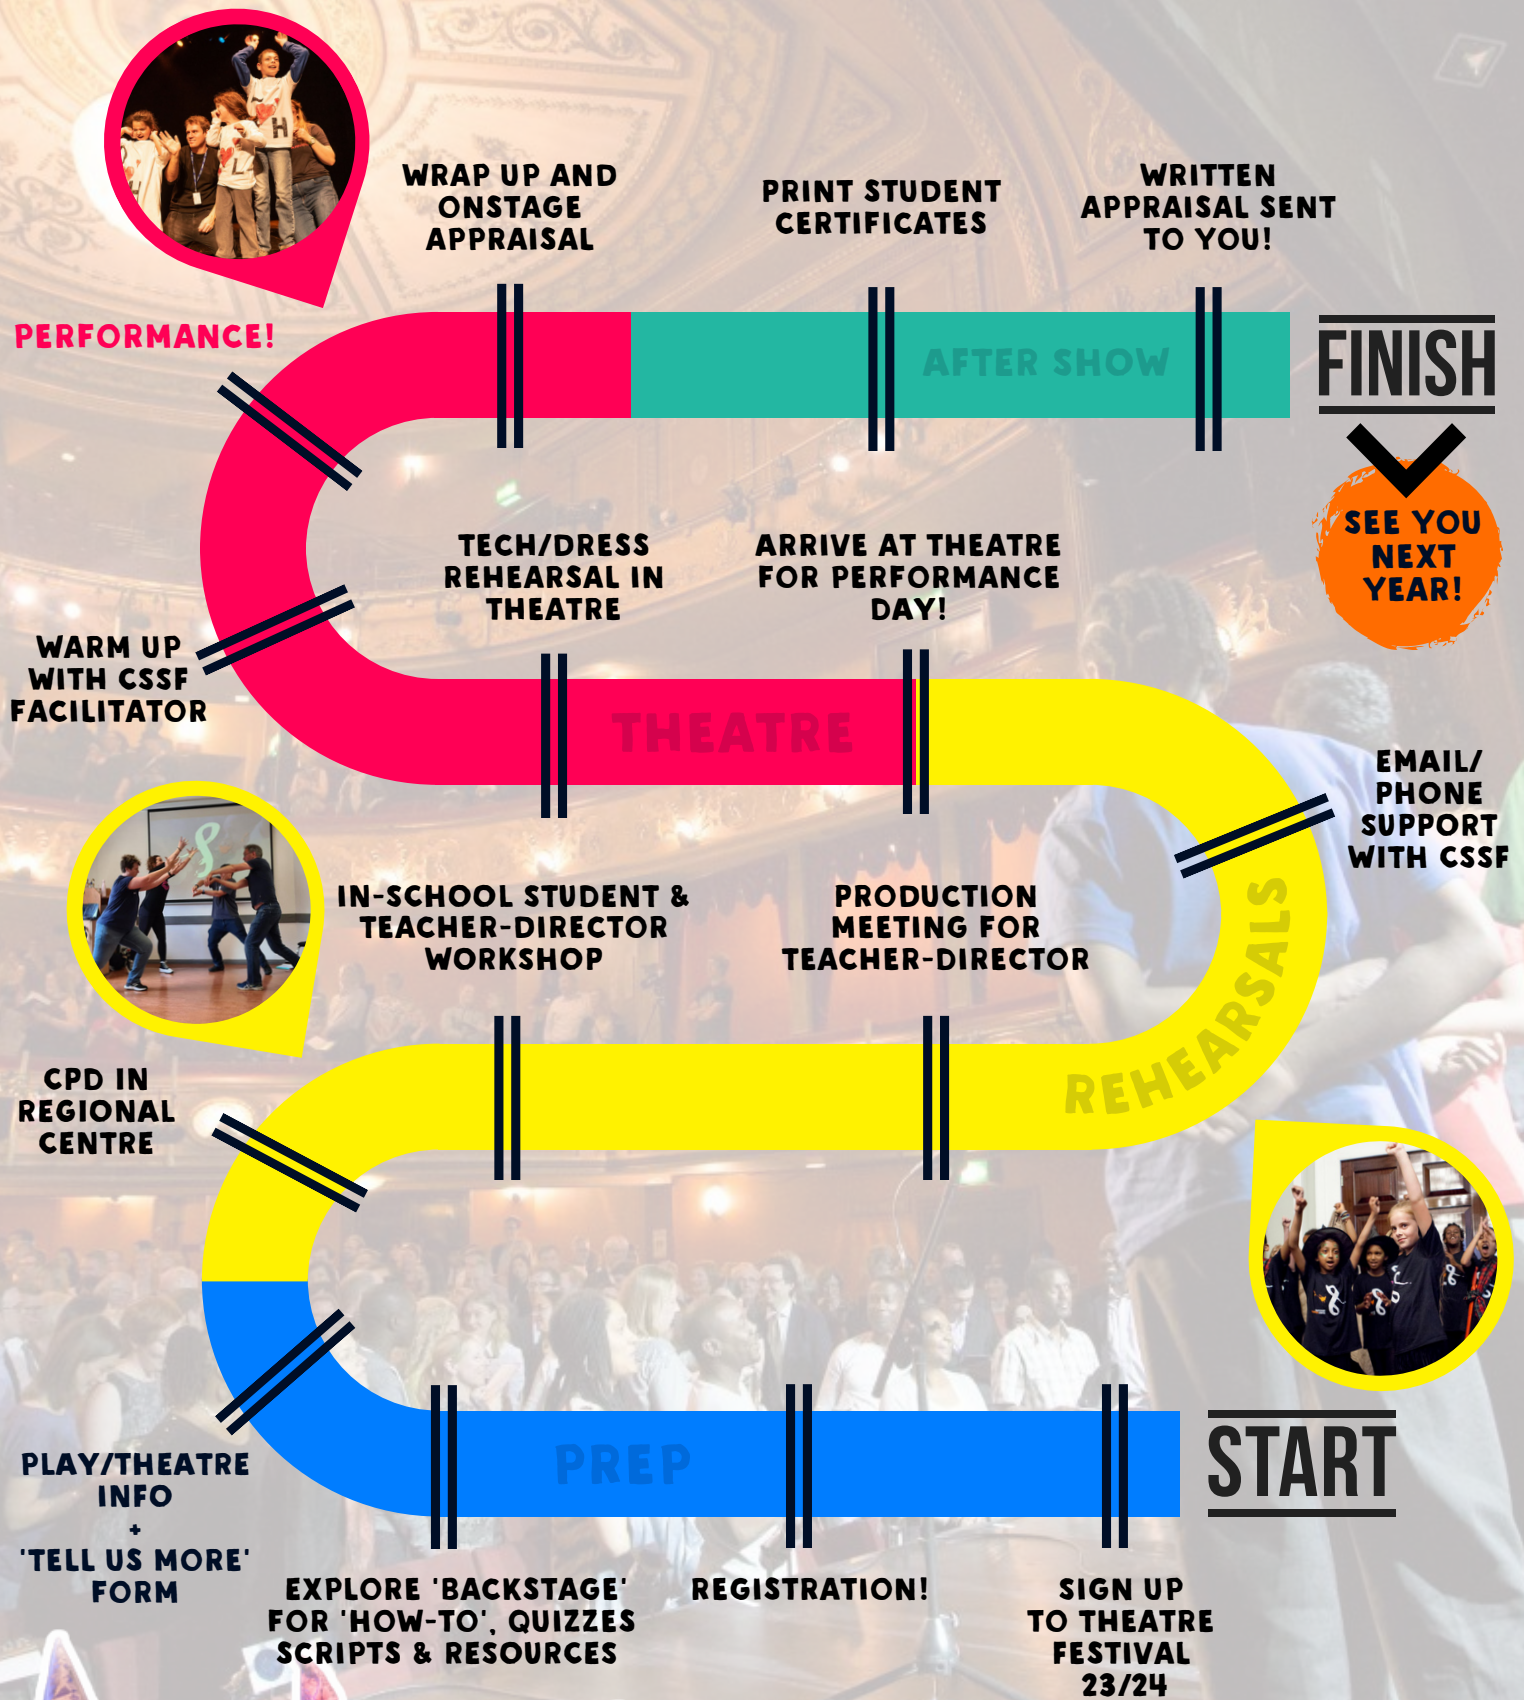 WRAP UP AND
ONSTAGE
APPRAISAL
PRINT STUDENT
CERTIFICATES
WRITTEN
APPRAISAL SENT
TO YOU!
PERFORMANCE!
AFTER SHOW
FINISH
SEE YOU
NEXT
YEAR!
TECH/DRESS
REHEARSAL IN
THEATRE
ARRIVE AT THEATRE
FOR PERFORMANCE
DAY!
WARM UP
WITH CSSF
FACILITATOR
THEATRE
EMAIL/
PHONE
SUPPORT
WITH CSSF
IN-SCHOOL STUDENT &
TEACHER-DIRECTOR
WORKSHOP
PRODUCTION
MEETING FOR
TEACHER-DIRECTOR
REHEARSALS
CPD IN
REGIONAL
CENTRE
PREP
START
PLAY/THEATRE
INFO
+
'TELL US MORE'
FORM
EXPLORE 'BACKSTAGE'
FOR 'HOW-TO', QUIZZES
SCRIPTS & RESOURCES
REGISTRATION!
SIGN UP
TO THEATRE
FESTIVAL
23/24